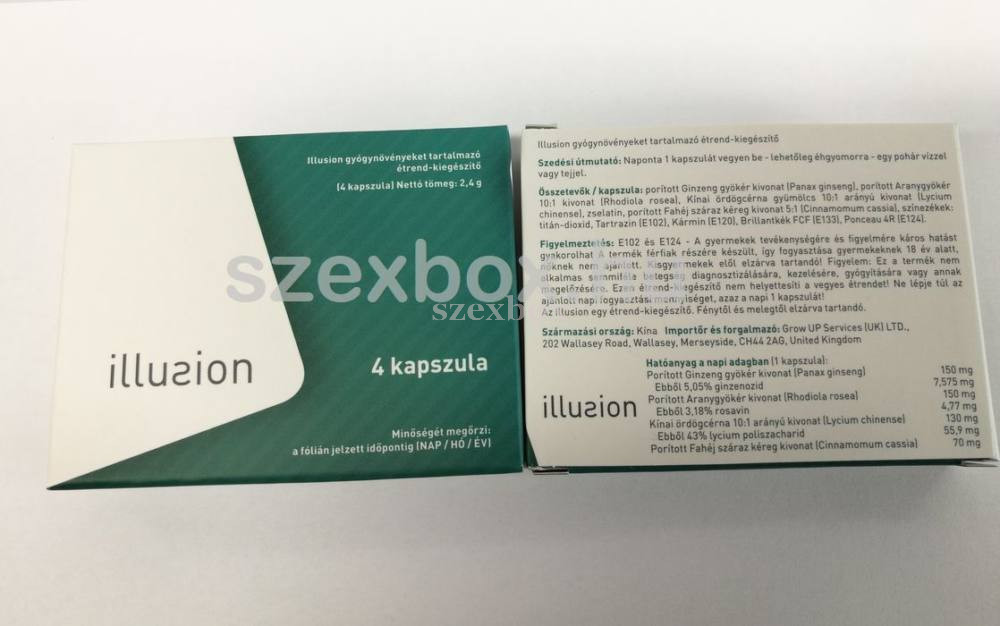 Illusion gyógynövényeket tartalmazó
étrend-kiegészítő
(4 kapszula) Nettó tömeg: 2,4 g
szexbox
szexb
illusion
4 kapszula
Minőségét megőrzi:
a fólián jelzett időpontig (NAP / HÓ / ÉV)
Illusion gyógynövényeket tartalmazó étrend-kiegészítő
Szedési útmutató: Naponta 1 kapszulát vegyen be - lehetőleg éhgyomorra - egy pohár vízzel
vagy tejjel.
Összetevők / kapszula: porított Ginzeng gyökér kivonat (Panax ginseng), porított Aranygyökér
10:1 kivonat (Rhodiola rosea), Kínai ördögcérna gyümölcs 10:1 arányú kivonat (Lycium
chinense), zselatin, porított Fahéj száraz kéreg kivonat 5:1 (Cinnamomum cassia), színezékek:
titán-dioxid, Tartrazin (E102), Kármin (E120), Brillantkék FCF (E133), Ponceau 4R (E124).
Figyelmeztetés: E102 és E124 - A gyermekek tevékenységére és figyelmére káros hatást
gyakorolhat A termék férfiak részére készült, így fogyasztása gyermekeknek 18 év alatt,
nőknek nem ajánlott. Kisgyermekek elől elzárva tartandó! Figyelem: Ez a termék nem
alkalmas semmiféle betegség diagnosztizálására, kezelésére, gyógyítására vagy annak
megelőzésére. Ezen étrend-kiegészítő nem helyettesíti a vegyes étrendet! Ne lépje túl az
ajánlott napi fogyasztási mennyiséget, azaz a napi 1 kapszulát!
Az Illusion egy étrend-kiegészítő. Fénytől és melegtől elzárva tartandó.
Származási ország: Kína Importőr és forgalmazó: Grow UP Services (UK) LTD.,
202 Wallasey Road, Wallasey, Merseyside, CH44 2AG, United Kingdom
illusion
Hatóanyag a napi adagban (1 kapszula):
Porított Ginzeng gyökér kivonat (Panax ginseng) 150 mg
Ebből 5,05% ginzenozid 7,575 mg
Porított Aranygyökér kivonat (Rhodiola rosea) 150 mg
Ebből 3,18% rosavin 4,77 mg
Kínai ördögcérna 10:1 arányú kivonat (Lycium chinense) 130 mg
Ebből 43% lycium poliszacharid 55,9 mg
Porított Fahéj száraz kéreg kivonat (Cinnamomum cassia) 70 mg